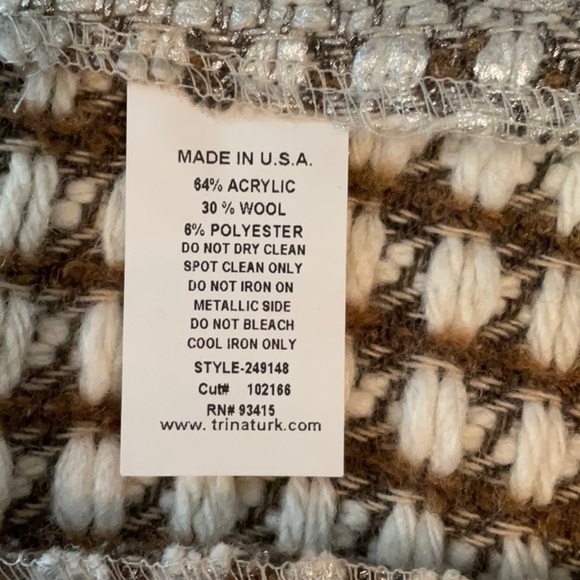 MADE IN U.S.A.
64% ACRYLIC
30 % WOOL
6% POLYESTER
DO NOT DRY CLEAN
SPOT CLEAN ONLY
DO NOT IRON ON
METALLIC SIDE
DO NOT BLEACH
COOL IRON ONLY
STYLE-249148
Cut# 102166
RN# 93415
www. trinaturk.com